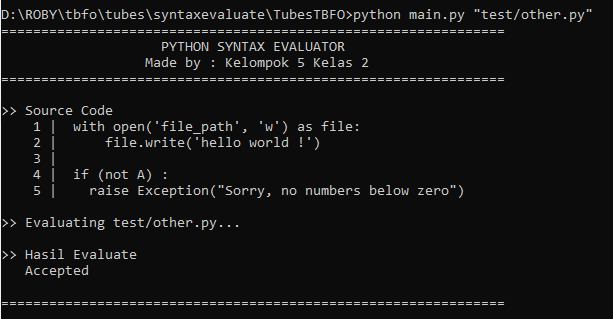 D:\ROBY\tbfo\tubes\syntaxevaluate\TubesTBFO>python main.py "test/other.py"
===============================================================
PYTHON SYNTAX EVALUATOR
Made by : Kelompok 5 Kelas 2
===============================================================
>> Source Code
1 | with open('file_path', 'w') as file:
2 |     file.write('hello world !')
3 |
4 | if (not A) :
5 |   raise Exception("Sorry, no numbers below zero")
>> Evaluating test/other.py...
>> Hasil Evaluate
Accepted
===============================================================